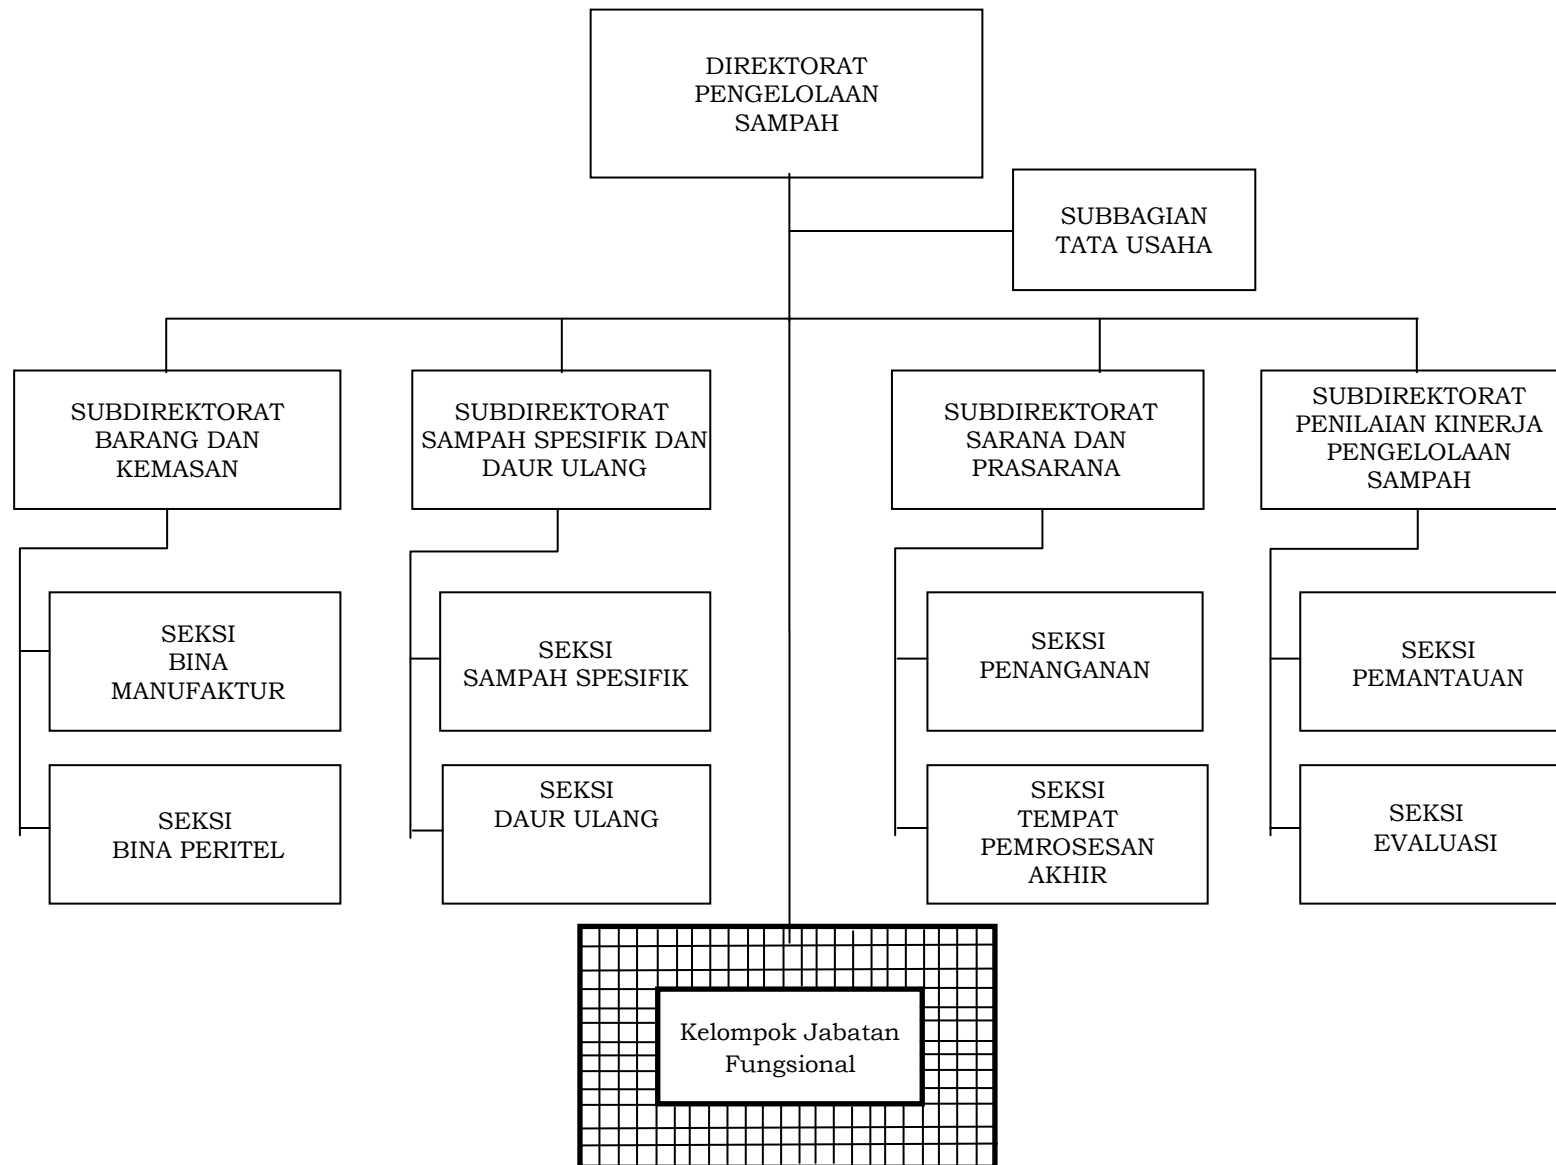 DIREKTORAT
PENGELOLAAN
SAMPAH
SUBBAGIAN
TATA USAHA
SUBDIREKTORAT
BARANG DAN
KEMASAN
SUBDIREKTORAT
SAMPAH SPESIFIK DAN
DAUR ULANG
SUBDIREKTORAT
SARANA DAN
PRASARANA
SUBDIREKTORAT
PENILAIAN KINERJA
PENGELOLAAN
SAMPAH
SEKSI
BINA
MANUFAKTUR
SEKSI
SAMPAH SPESIFIK
SEKSI
PENANGANAN
SEKSI
PEMANTAUAN
SEKSI
BINA PERITEL
SEKSI
DAUR ULANG
SEKSI
TEMPAT
PEMROSESAN
AKHIR
SEKSI
EVALUASI
Kelompok Jabatan
Fungsional